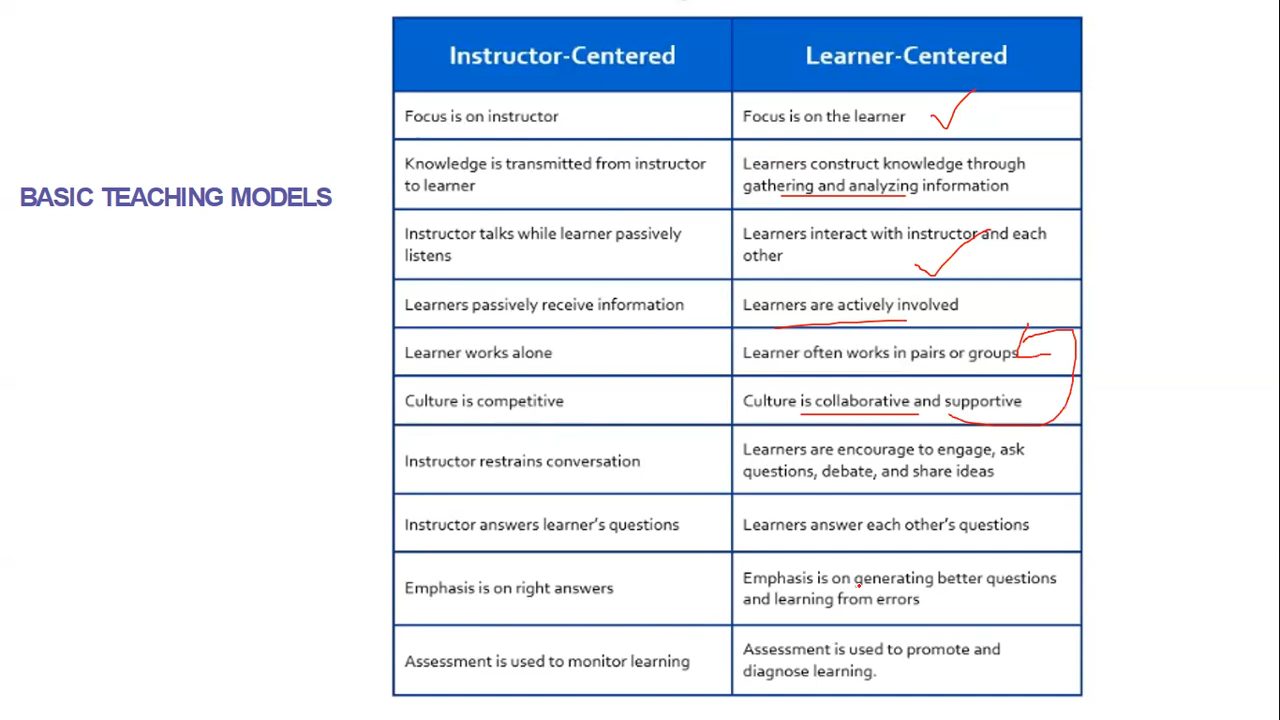 BASIC TEACHING MODELS
Instructor-Centered
Learner-Centered
Focus is on instructor
Focus is on the learner
Knowledge is transmitted from instructor
to learner
Learners construct knowledge through
gathering and analyzing information
Instructor talks while learner passively
listens
Learners interact with instructor and each
other
Learners passively receive information
Learners are actively involved
Learner works alone
Learner often works in pairs or groups
Culture is competitive
Culture is collaborative and supportive
Instructor restrains conversation
Learners are encourage to engage, ask
questions, debate, and share ideas
Instructor answers learner's questions
Learners answer each other's questions
Emphasis is on right answers
Emphasis is on generating better questions
and learning from errors
Assessment is used to monitor learning
Assessment is used to promote and
diagnose learning.